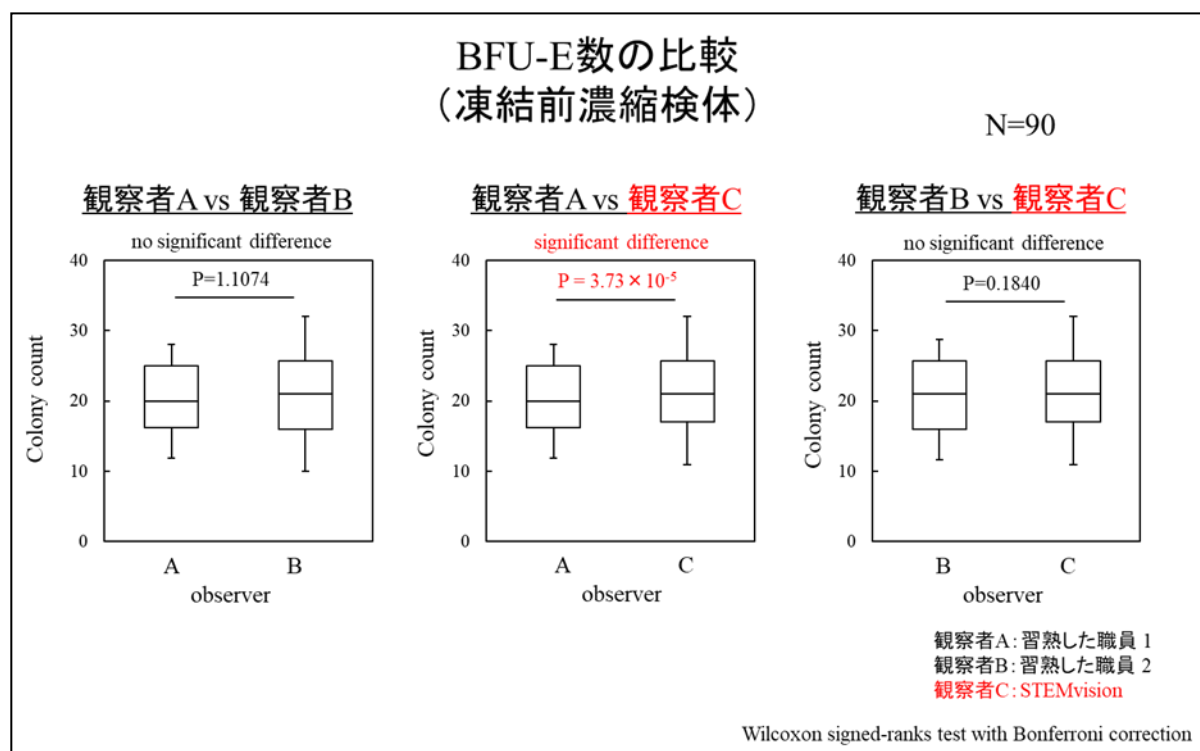 BFU-E数の比較
（凍結前濃縮検体）
N=90
観察者A vs 観察者B
no significant difference
P=1.1074
40
30
20
10
0
Colony count
A B
observer
観察者A vs 観察者C
significant difference
P = 3.73×10⁻⁵
40
30
20
10
0
Colony count
A C
observer
観察者B vs 観察者C
no significant difference
P=0.1840
40
30
20
10
0
Colony count
B C
observer
観察者A：習熟した職員 1
観察者B：習熟した職員 2
観察者C：STEMvision
Wilcoxon signed-ranks test with Bonferroni correction